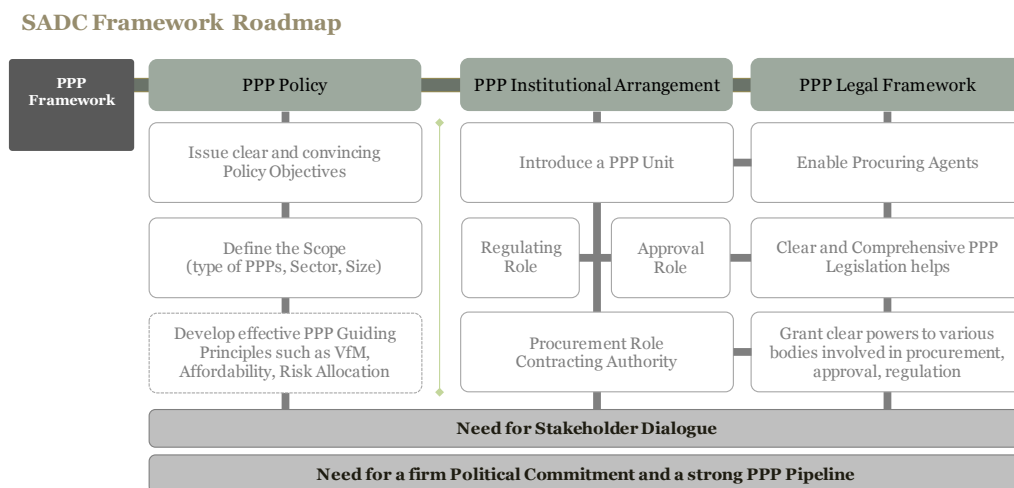 SADC Framework Roadmap
PPP
Framework
PPP Policy
PPP Institutional Arrangement
PPP Legal Framework
Issue clear and convincing
Policy Objectives
Introduce a PPP Unit
Enable Procuring Agents
Define the Scope
(type of PPPs, Sector, Size)
Regulating
Role
Approval
Role
Clear and Comprehensive PPP
Legislation helps
Develop effective PPP Guiding
Principles such as VfM,
Affordability, Risk Allocation
Procurement Role
Contracting Authority
Grant clear powers to various
bodies involved in procurement,
approval, regulation
Need for Stakeholder Dialogue
Need for a firm Political Commitment and a strong PPP Pipeline